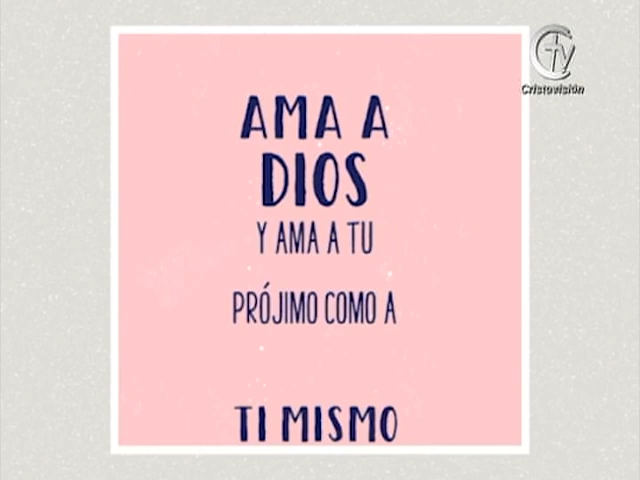 AMA A
DIOS
Y AMA A TU
PRÓJIMO COMO A
TI MISMO
Cristovisión